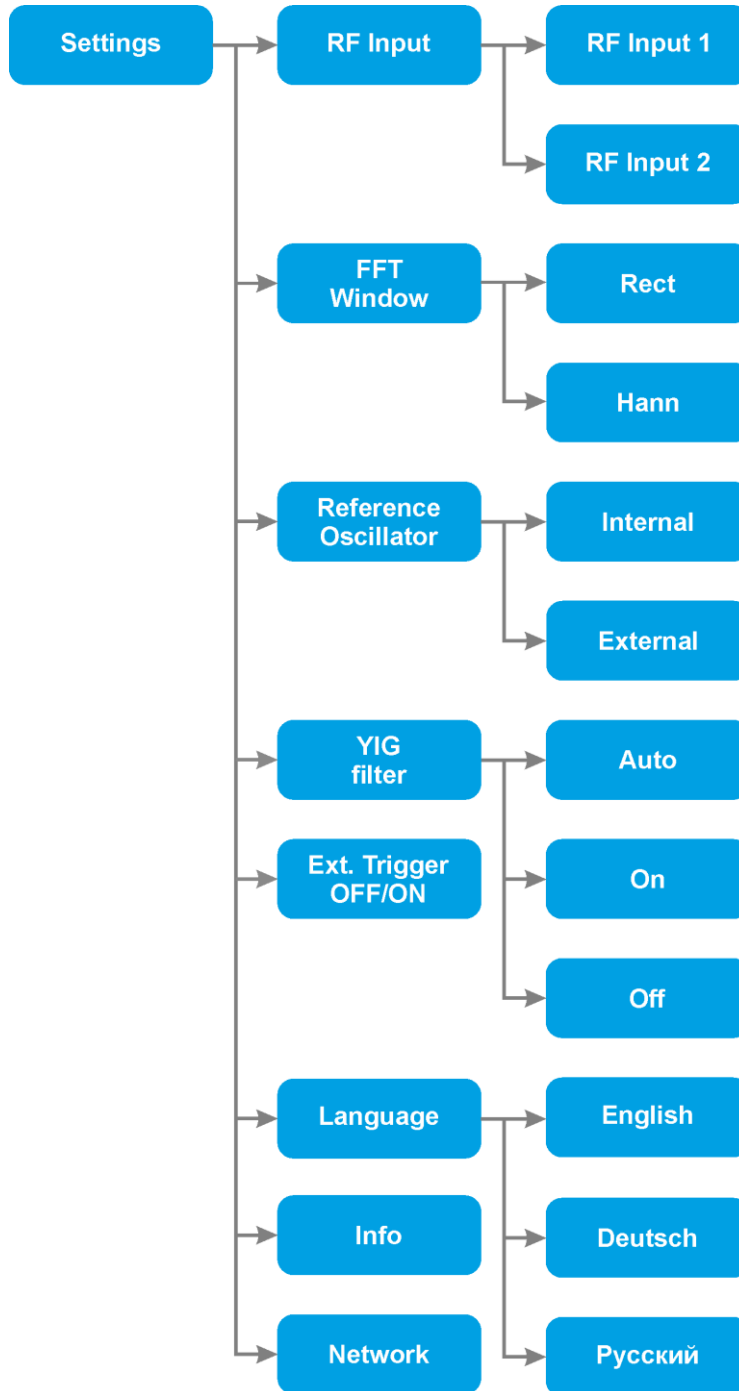 Settings
RF Input
RF Input 1
RF Input 2
FFT
Window
Rect
Hann
Reference
Oscillator
Internal
External
YIG
filter
Auto
Ext. Trigger
OFF/ON
On
Off
Language
English
Info
Deutsch
Network
Русский